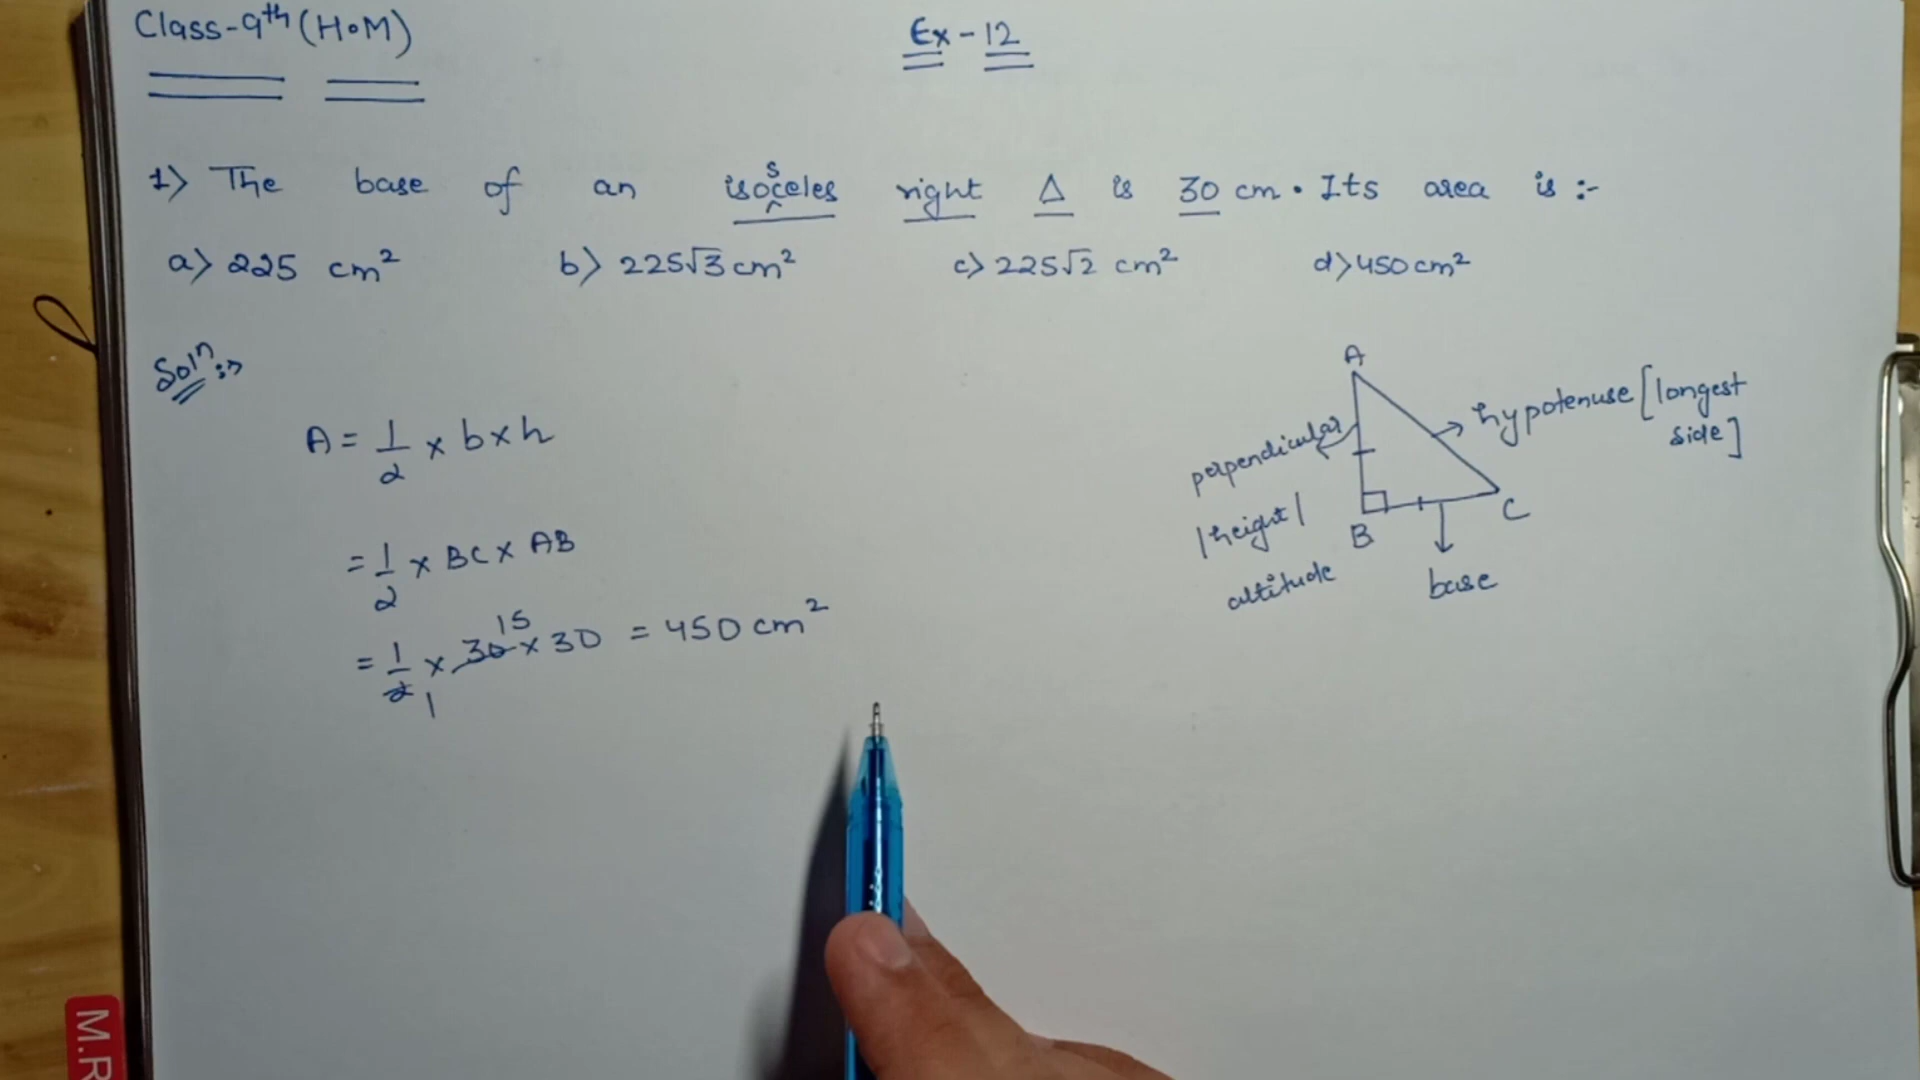 Class-9th (H.M)
Ex-12
1) The base of an isosceles right Δ is 30 cm. Its area is :-
a) 225 cm² b) 225√3 cm² c) 225√2 cm² d) 450 cm²
Solⁿ:→
A = 1/2 × b × h
= 1/2 × BC × AB
= 1/2 × 30 × 30 = 450 cm²
15
1
A
hypotenuse [longest side]
perpendicular
|height|
altitude
B
C
base
M.R